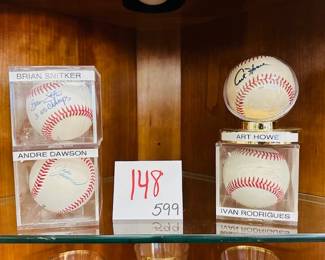 BRIAN SNITKER
ANDRE DAWSON
148
599
ART HOWE
IVAN RODRIGUES